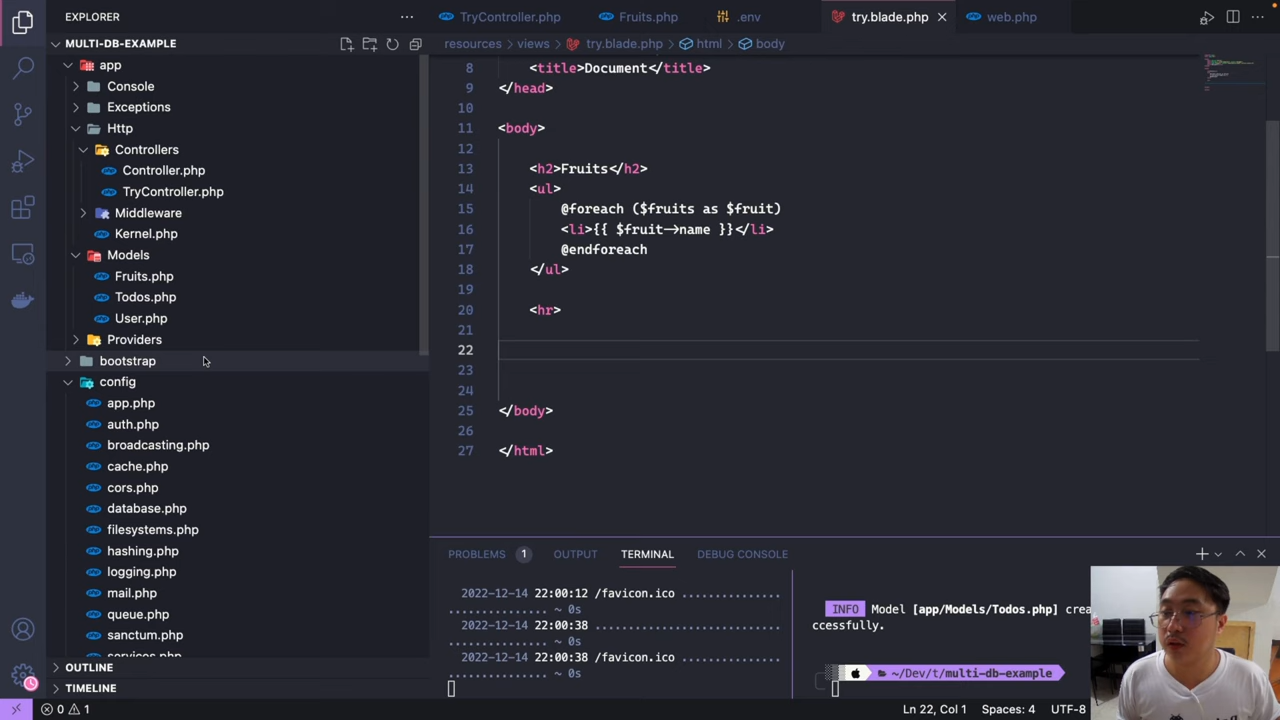 EXPLORER
MULTI-DB-EXAMPLE
app
Console
Exceptions
Http
Controllers
Controller.php
TryController.php
Middleware
Kernel.php
Models
Fruits.php
Todos.php
User.php
Providers
bootstrap
config
app.php
auth.php
broadcasting.php
cache.php
cors.php
database.php
filesystems.php
hashing.php
logging.php
mail.php
queue.php
sanctum.php
services.php
OUTLINE
TIMELINE
TryController.php Fruits.php .env try.blade.php web.php
resources > views > try.blade.php > html > body
8 <title>Document</title>
9 </head>
10
11 <body>
12
13 <h2>Fruits</h2>
14 <ul>
15 @foreach ($fruits as $fruit)
16 <li>{{ $fruit->name }}</li>
17 @endforeach
18 </ul>
19
20 <hr>
21
22
23
24
25 </body>
26
27 </html>
PROBLEMS 1 OUTPUT TERMINAL DEBUG CONSOLE
2022-12-14 22:00:12 /favicon.ico ...............
.............. ~ 0s
2022-12-14 22:00:38 ............................
.............. ~ 0s
2022-12-14 22:00:38 /favicon.ico ...............
.............. ~ 0s
INFO Model [app/Models/Todos.php] crea
ccessfully.
~/Dev/t/multi-db-example
0 1 Ln 22, Col 1 Spaces: 4 UTF-8